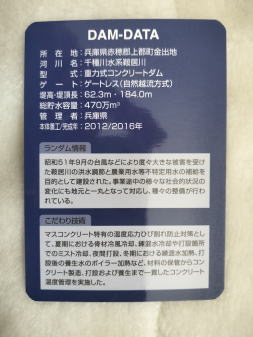 DAM-DATA
所在地：兵庫県赤穂郡上郡町金出地
河川名：千種川水系鞍居川
型式：重力式コンクリートダム
ゲート：ゲートレス(自然越流方式)
堤高・堤頂長：62.3m・184.0m
総貯水容量：470万m³
管理者：兵庫県
本体着工/完成年：2012/2016年
ランダム情報
昭和51年9月の台風などにより度々大きな被害を受け
た鞍居川の洪水調節と農業用水等不特定用水の補給を
目的として建設された。事業途中の様々な社会的状況の
変化にも地元と一丸となって対応し、種々の整備が行わ
れている。
こだわり技術
マスコンクリート特有の温度応力ひび割れ防止対策とし
て、夏期における骨材冷風冷却、練混水冷却や打設箇所
でのミスト冷却、夜間打設、冬期における練混水加熱、打
設後の養生水のボイラー加熱など、材料の保管からコン
クリート製造、打設および養生まで一貫したコンクリート
温度管理を実施した。